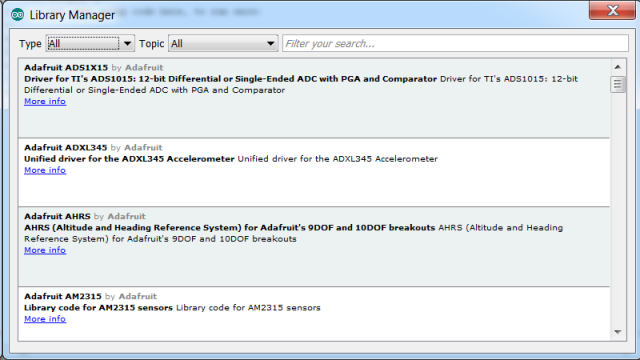 Library Manager
Type All Topic All Filter your search...
Adafruit ADS1X15 by Adafruit
Driver for TI's ADS1015: 12-bit Differential or Single-Ended ADC with PGA and Comparator Driver for TI's ADS1015: 12-bit
Differential or Single-Ended ADC with PGA and Comparator
More info
Adafruit ADXL345 by Adafruit
Unified driver for the ADXL345 Accelerometer Unified driver for the ADXL345 Accelerometer
More info
Adafruit AHRS by Adafruit
AHRS (Altitude and Heading Reference System) for Adafruit's 9DOF and 10DOF breakouts AHRS (Altitude and Heading
Reference System) for Adafruit's 9DOF and 10DOF breakouts
More info
Adafruit AM2315 by Adafruit
Library code for AM2315 sensors Library code for AM2315 sensors
More info